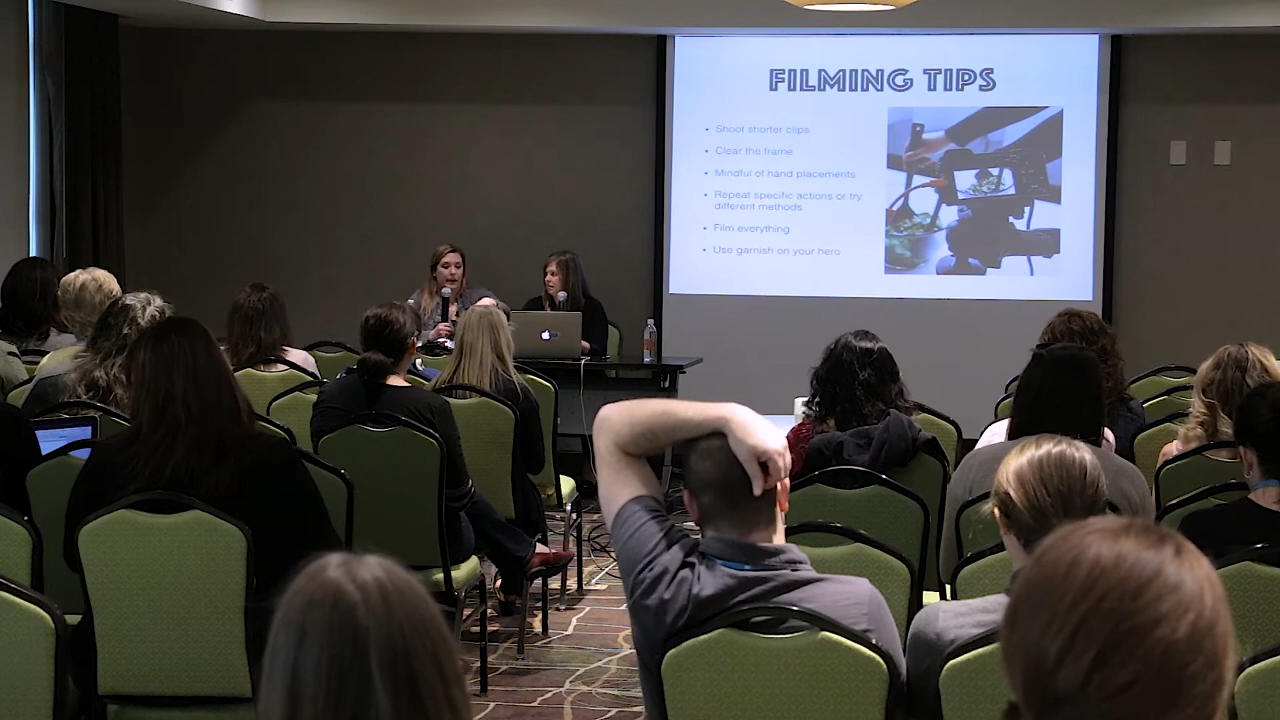 FILMING TIPS
• Shoot shorter clips
• Clear the frame
• Mindful of hand placements
• Repeat specific actions or try
different methods
• Film everything
• Use garnish on your hero